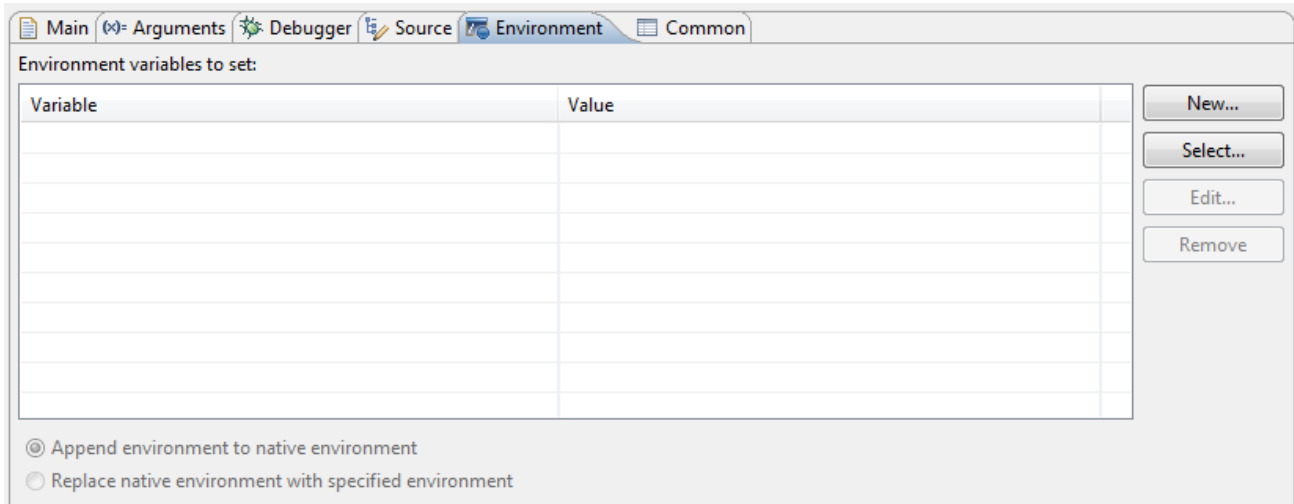 Main (x)= Arguments Debugger Source Environment Common
Environment variables to set:
Variable Value New...
Select...
Edit...
Remove
Append environment to native environment
Replace native environment with specified environment